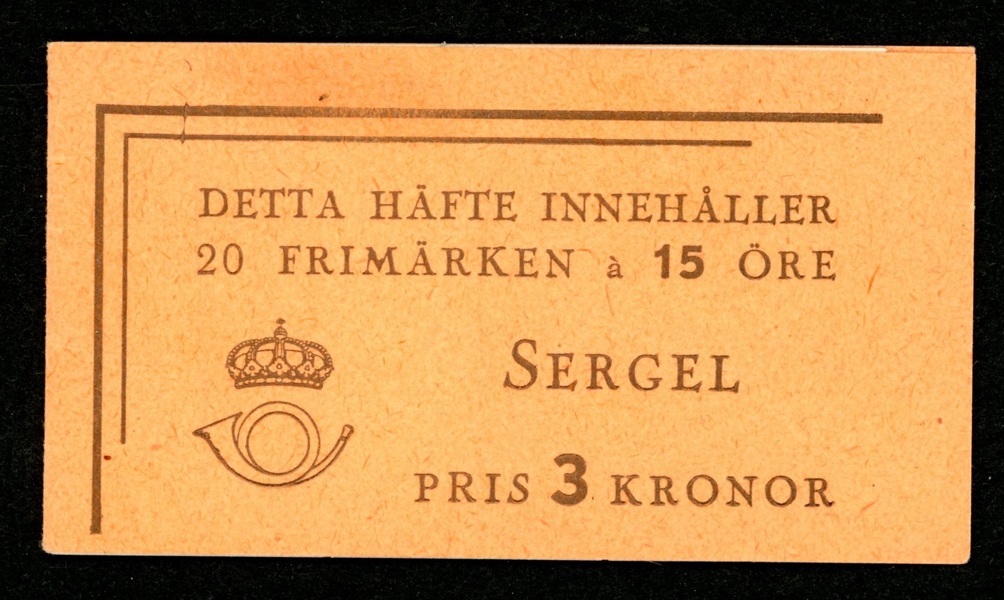 DETTA HÄFTE INNEHÅLLER
20 FRIMÄRKEN à 15 ÖRE
SERGEL
PRIS 3 KRONOR